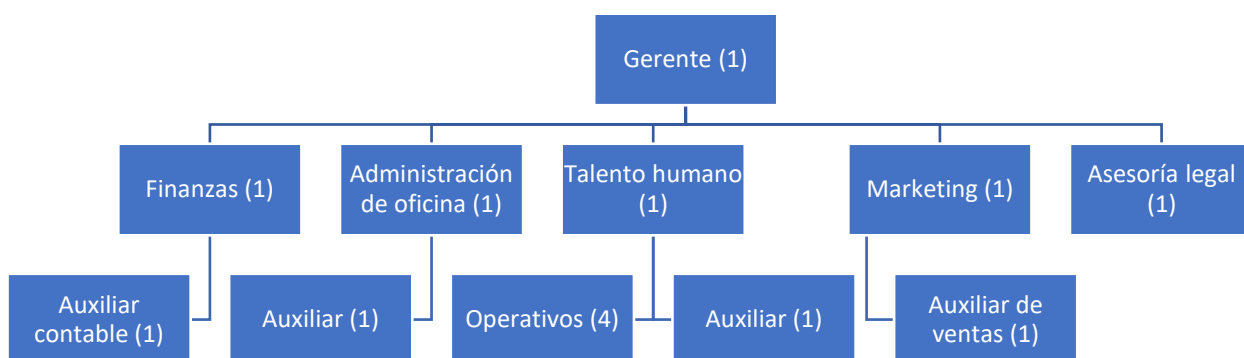 Gerente (1)
Finanzas (1)
Administración
de oficina (1)
Talento humano
(1)
Marketing (1)
Asesoría legal
(1)
Auxiliar
contable (1)
Auxiliar (1)
Operativos (4)
Auxiliar (1)
Auxiliar de
ventas (1)